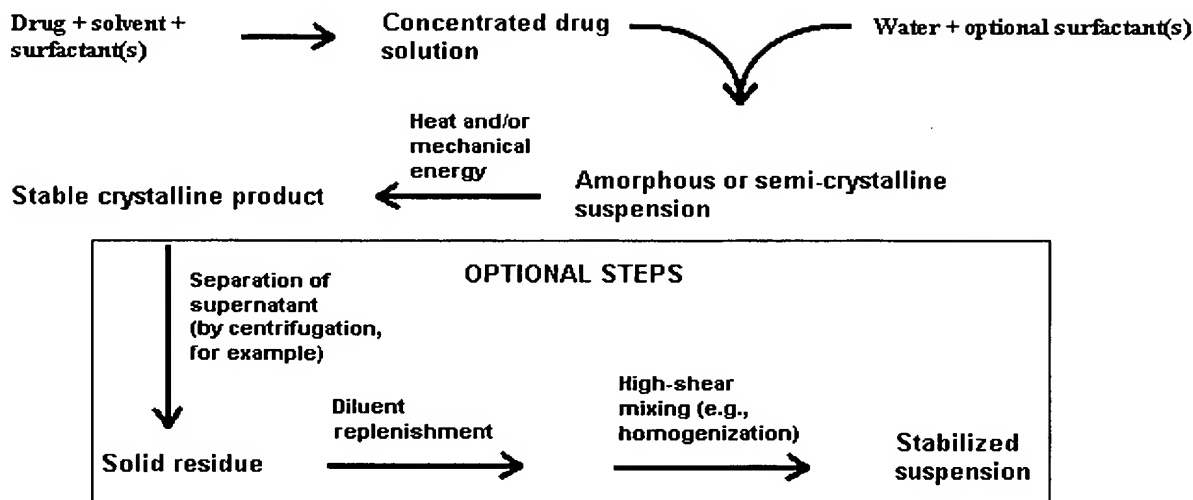 Drug + solvent +
surfactant(s)
Concentrated drug
solution
Water + optional surfactant(s)
Heat and/or
mechanical
energy
Stable crystalline product
Amorphous or semi-crystalline
suspension
OPTIONAL STEPS
Separation of
supernatant
(by centrifugation,
for example)
Solid residue
Diluent
replenishment
High-shear
mixing (e.g.,
homogenization)
Stabilized
suspension